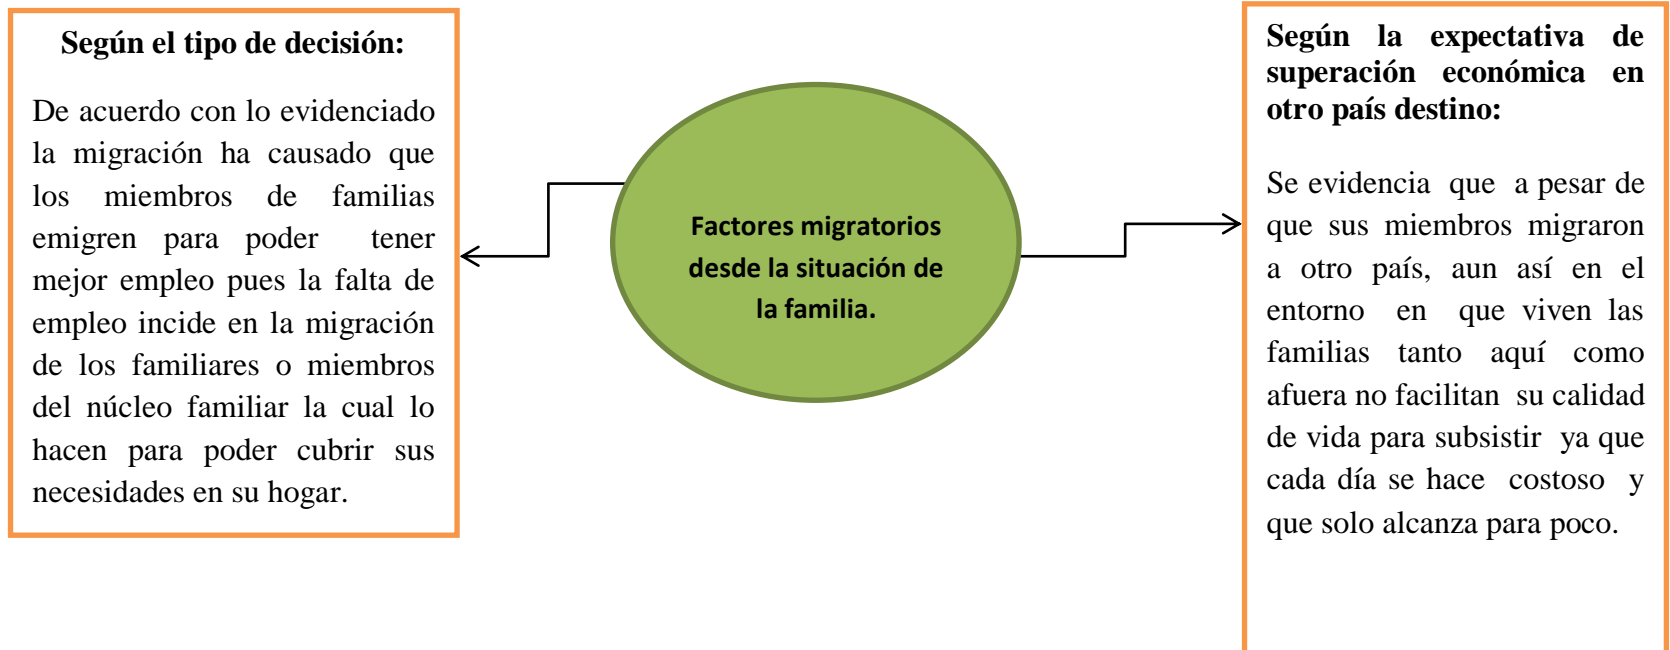 Según el tipo de decisión:
De acuerdo con lo evidenciado
la migración ha causado que
los miembros de familias
emigren para poder tener
mejor empleo pues la falta de
empleo incide en la migración
de los familiares o miembros
del núcleo familiar la cual lo
hacen para poder cubrir sus
necesidades en su hogar.
Factores migratorios
desde la situación de
la familia.
Según la expectativa de
superación económica en
otro país destino:
Se evidencia que a pesar de
que sus miembros migraron
a otro país, aun así en el
entorno en que viven las
familias tanto aquí como
afuera no facilitan su calidad
de vida para subsistir ya que
cada día se hace costoso y
que solo alcanza para poco.